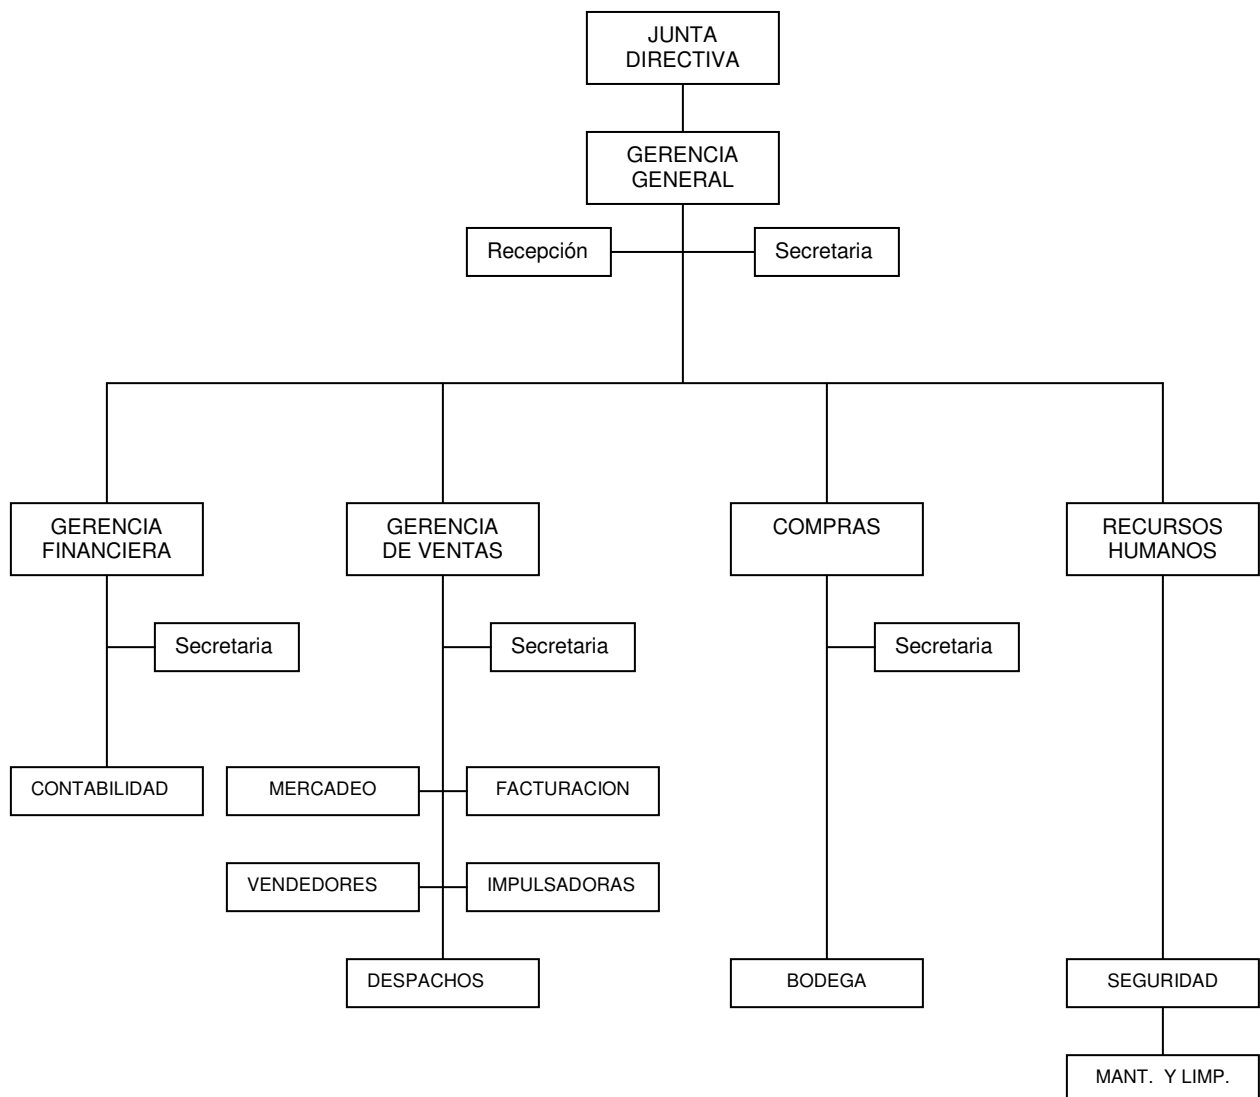 JUNTA
DIRECTIVA
GERENCIA
GENERAL
Recepción
Secretaria
GERENCIA
FINANCIERA
GERENCIA
DE VENTAS
COMPRAS
RECURSOS
HUMANOS
Secretaria
Secretaria
Secretaria
CONTABILIDAD
MERCADEO
FACTURACION
VENDEDORES
IMPULSADORAS
DESPACHOS
BODEGA
SEGURIDAD
MANT. Y LIMP.